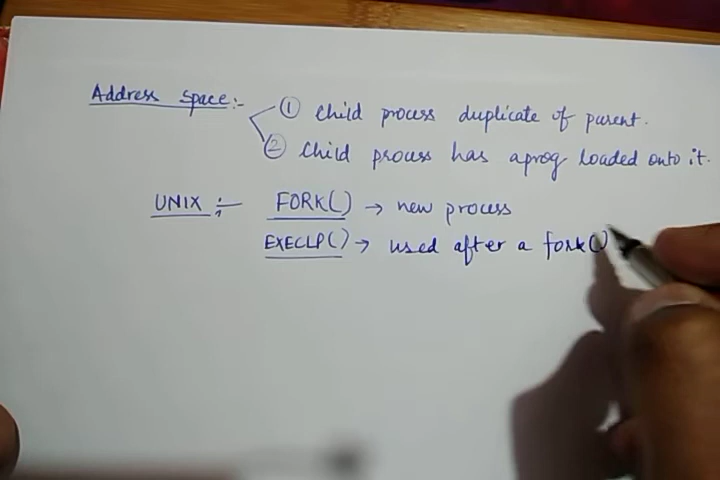 Address space:-
① Child process duplicate of parent.
② Child process has a prog loaded onto it.
UNIX :- FORK() → new process
EXECLP() → used after a fork()